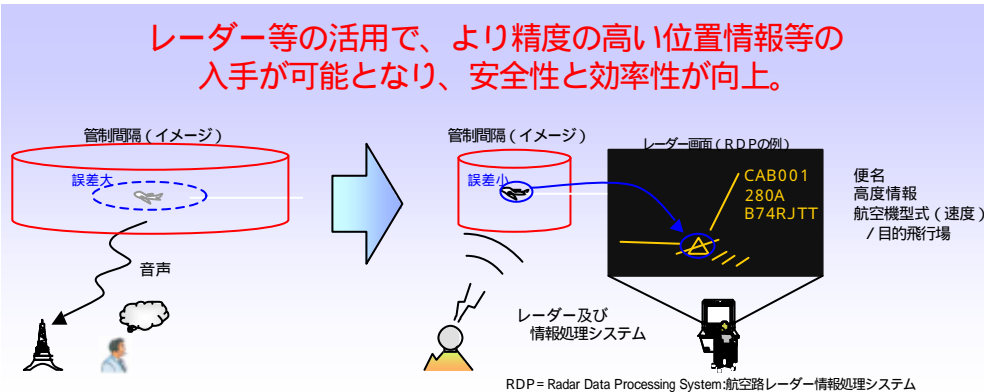 レーダー等の活用で、より精度の高い位置情報等の
入手が可能となり、安全性と効率性が向上。
管制間隔（イメージ）
誤差大
音声
管制間隔（イメージ）
誤差小
レーダー画面（ＲＤＰの例）
CAB001
280A
B74RJTT
便名
高度情報
航空機型式（速度）
/目的飛行場
レーダー及び
情報処理システム
RDP= Radar Data Processing System:航空路レーダー情報処理システム